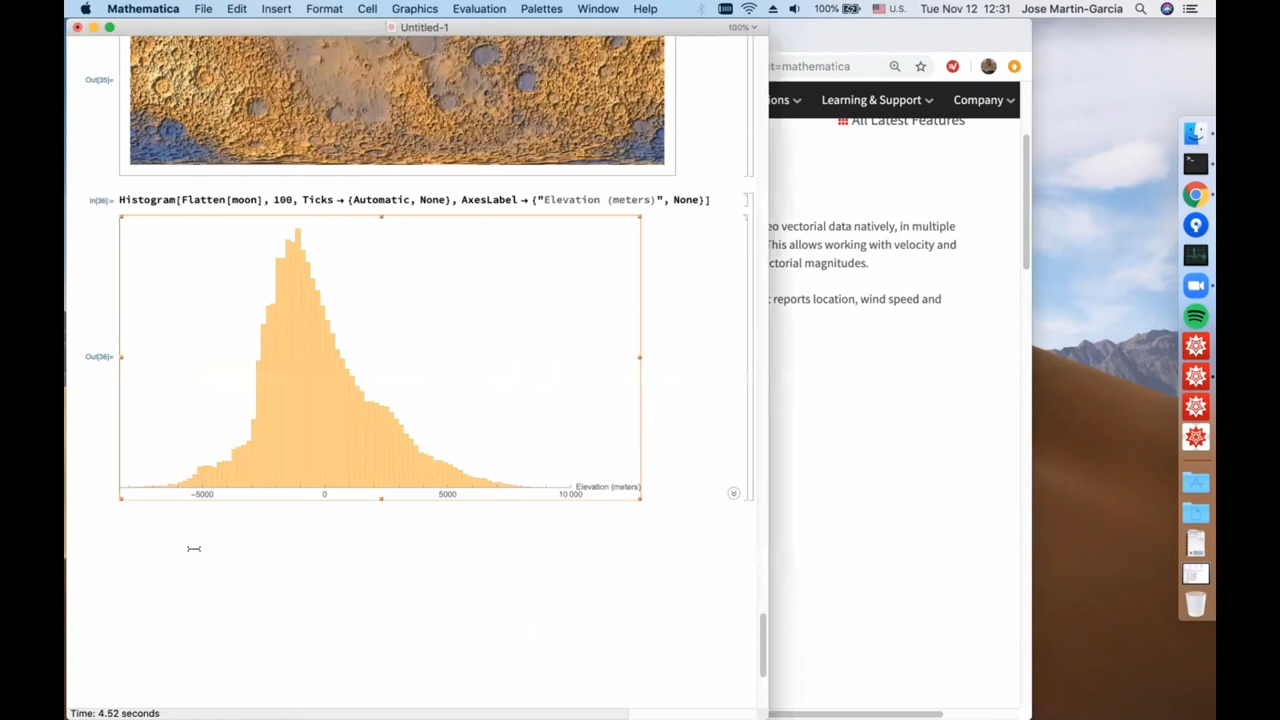 Mathematica File Edit Insert Format Cell Graphics Evaluation Palettes Window Help 100% U.S. Tue Nov 12 12:31 Jose Martin-Garcia
Untitled-1 100%
ct=mathematica
Out[35]=
ions Learning & Support Company
All Latest Features
In[36]:= Histogram[Flatten[moon], 100, Ticks → {Automatic, None}, AxesLabel → {"Elevation (meters)", None}]
eo vectorial data natively, in multiple
This allows working with velocity and
ctorial magnitudes.
t reports location, wind speed and
Out[36]=
Elevation (meters)
-5000 0 5000 10 000
Time: 4.52 seconds